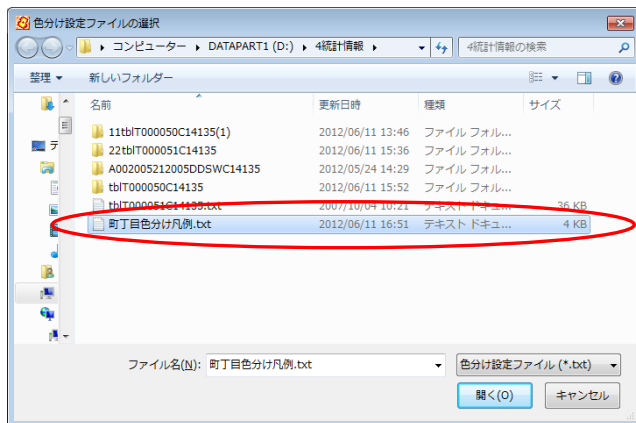 色分け設定ファイルの選択
コンピューター ▸ DATAPART1 (D:) ▸ 4統計情報 ▸
4統計情報の検索
整理 ▼ 新しいフォルダー
名前 更新日時 種類 サイズ
11tblT000050C14135(1) 2012/06/11 13:46 ファイル フォル...
22tblT000051C14135 2012/06/11 15:36 ファイル フォル...
デ
A002005212005DDSWC14135 2012/05/24 14:29 ファイル フォル...
tblT000050C14135 2012/06/11 15:52 ファイル フォル...
tblT000051C14135.txt 2007/10/04 10:21 テキスト ドキュ... 36 KB
町丁目色分け凡例.txt 2012/06/11 16:51 テキスト ドキュ... 4 KB
ファイル名(N): 町丁目色分け凡例.txt 色分け設定ファイル (*.txt)
開く(O) キャンセル